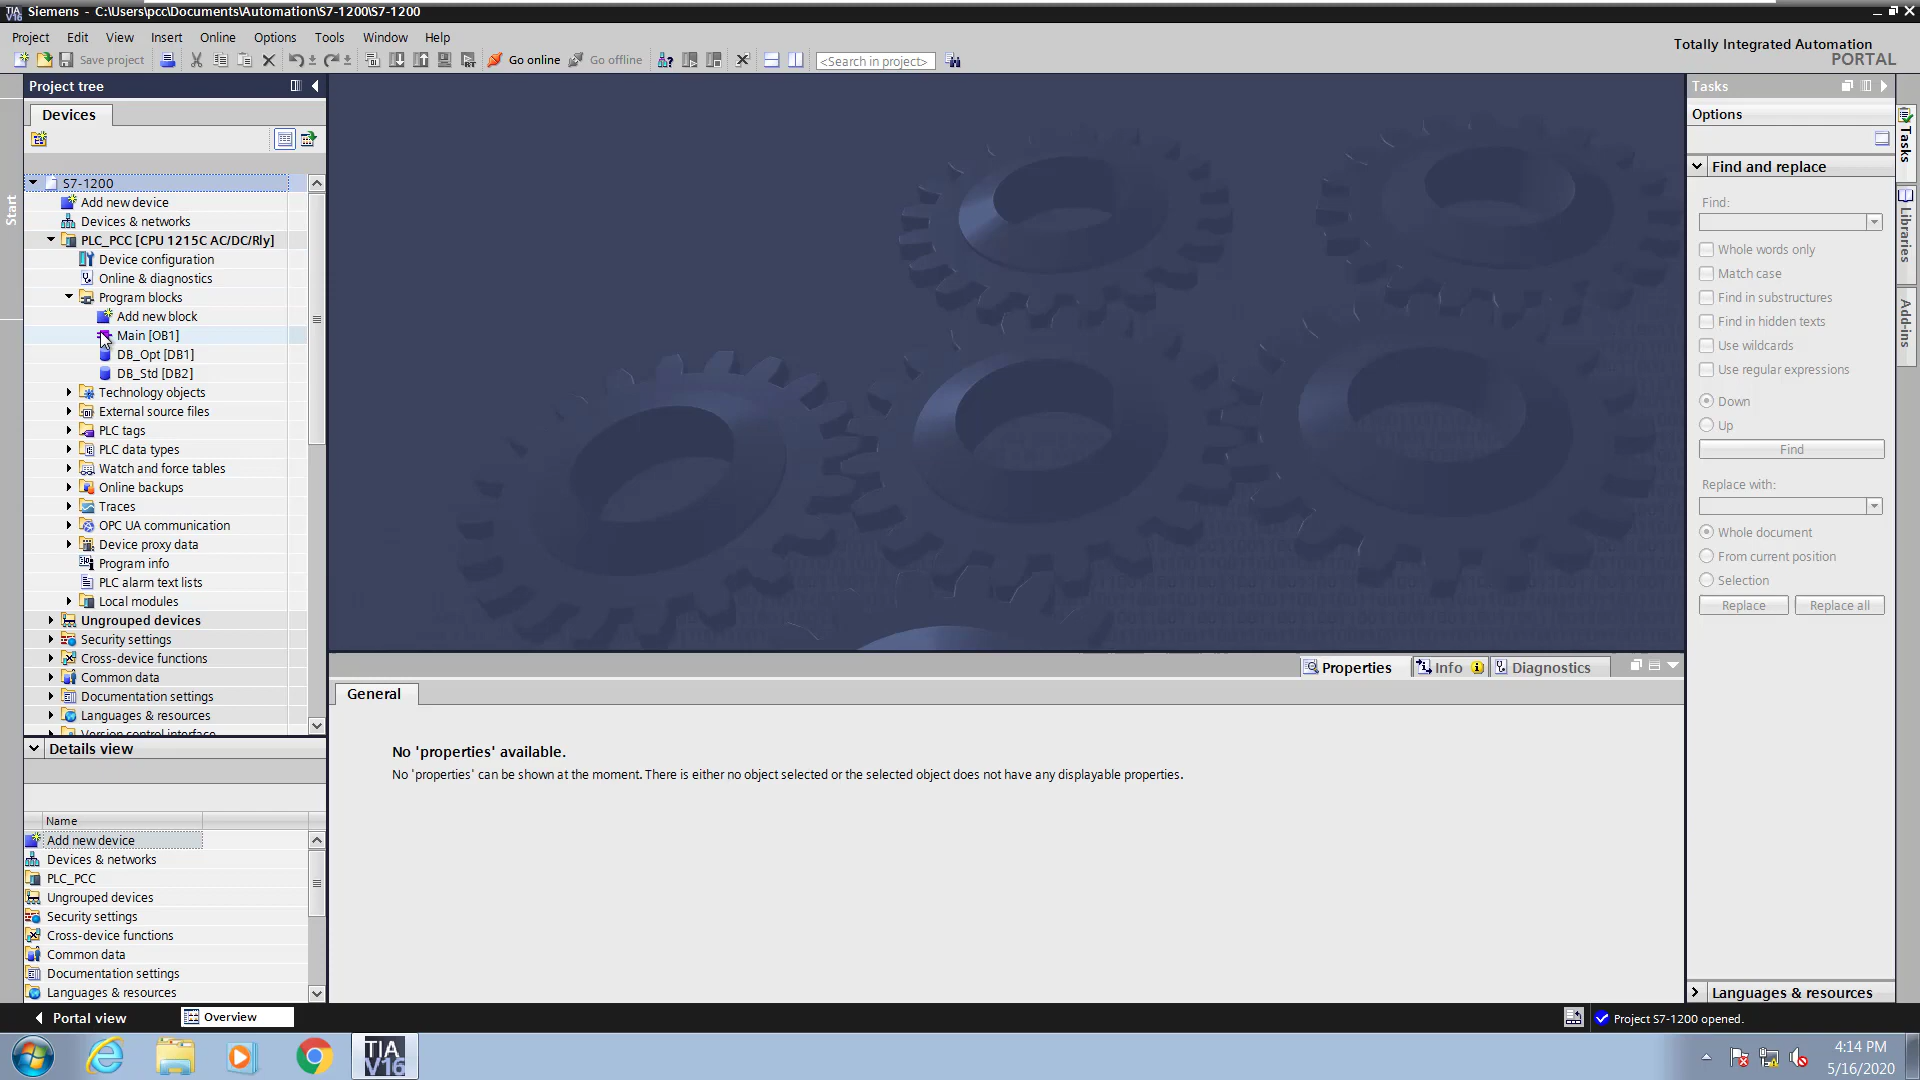 Siemens - C:\Users\pcc\Documents\Automation\S7-1200\S7-1200
Project Edit View Insert Online Options Tools Window Help
Totally Integrated Automation
PORTAL
Save project Go online Go offline <Search in project>
Project tree
Devices
Start
S7-1200
Add new device
Devices & networks
PLC_PCC [CPU 1215C AC/DC/Rly]
Device configuration
Online & diagnostics
Program blocks
Add new block
Main [OB1]
DB_Opt [DB1]
DB_Std [DB2]
Technology objects
External source files
PLC tags
PLC data types
Watch and force tables
Online backups
Traces
OPC UA communication
Device proxy data
Program info
PLC alarm text lists
Local modules
Ungrouped devices
Security settings
Cross-device functions
Common data
Documentation settings
Languages & resources
Version control interface
Details view
Name
Add new device
Devices & networks
PLC_PCC
Ungrouped devices
Security settings
Cross-device functions
Common data
Documentation settings
Languages & resources
Properties Info Diagnostics
General
No 'properties' available.
No 'properties' can be shown at the moment. There is either no object selected or the selected object does not have any displayable properties.
Tasks
Options
Find and replace
Find:
Whole words only
Match case
Find in substructures
Find in hidden texts
Use wildcards
Use regular expressions
Down
Up
Find
Replace with:
Whole document
From current position
Selection
Replace Replace all
Languages & resources
Tasks
Libraries
Add-ins
Portal view Overview
Project S7-1200 opened.
TIA
V16
4:14 PM
5/16/2020